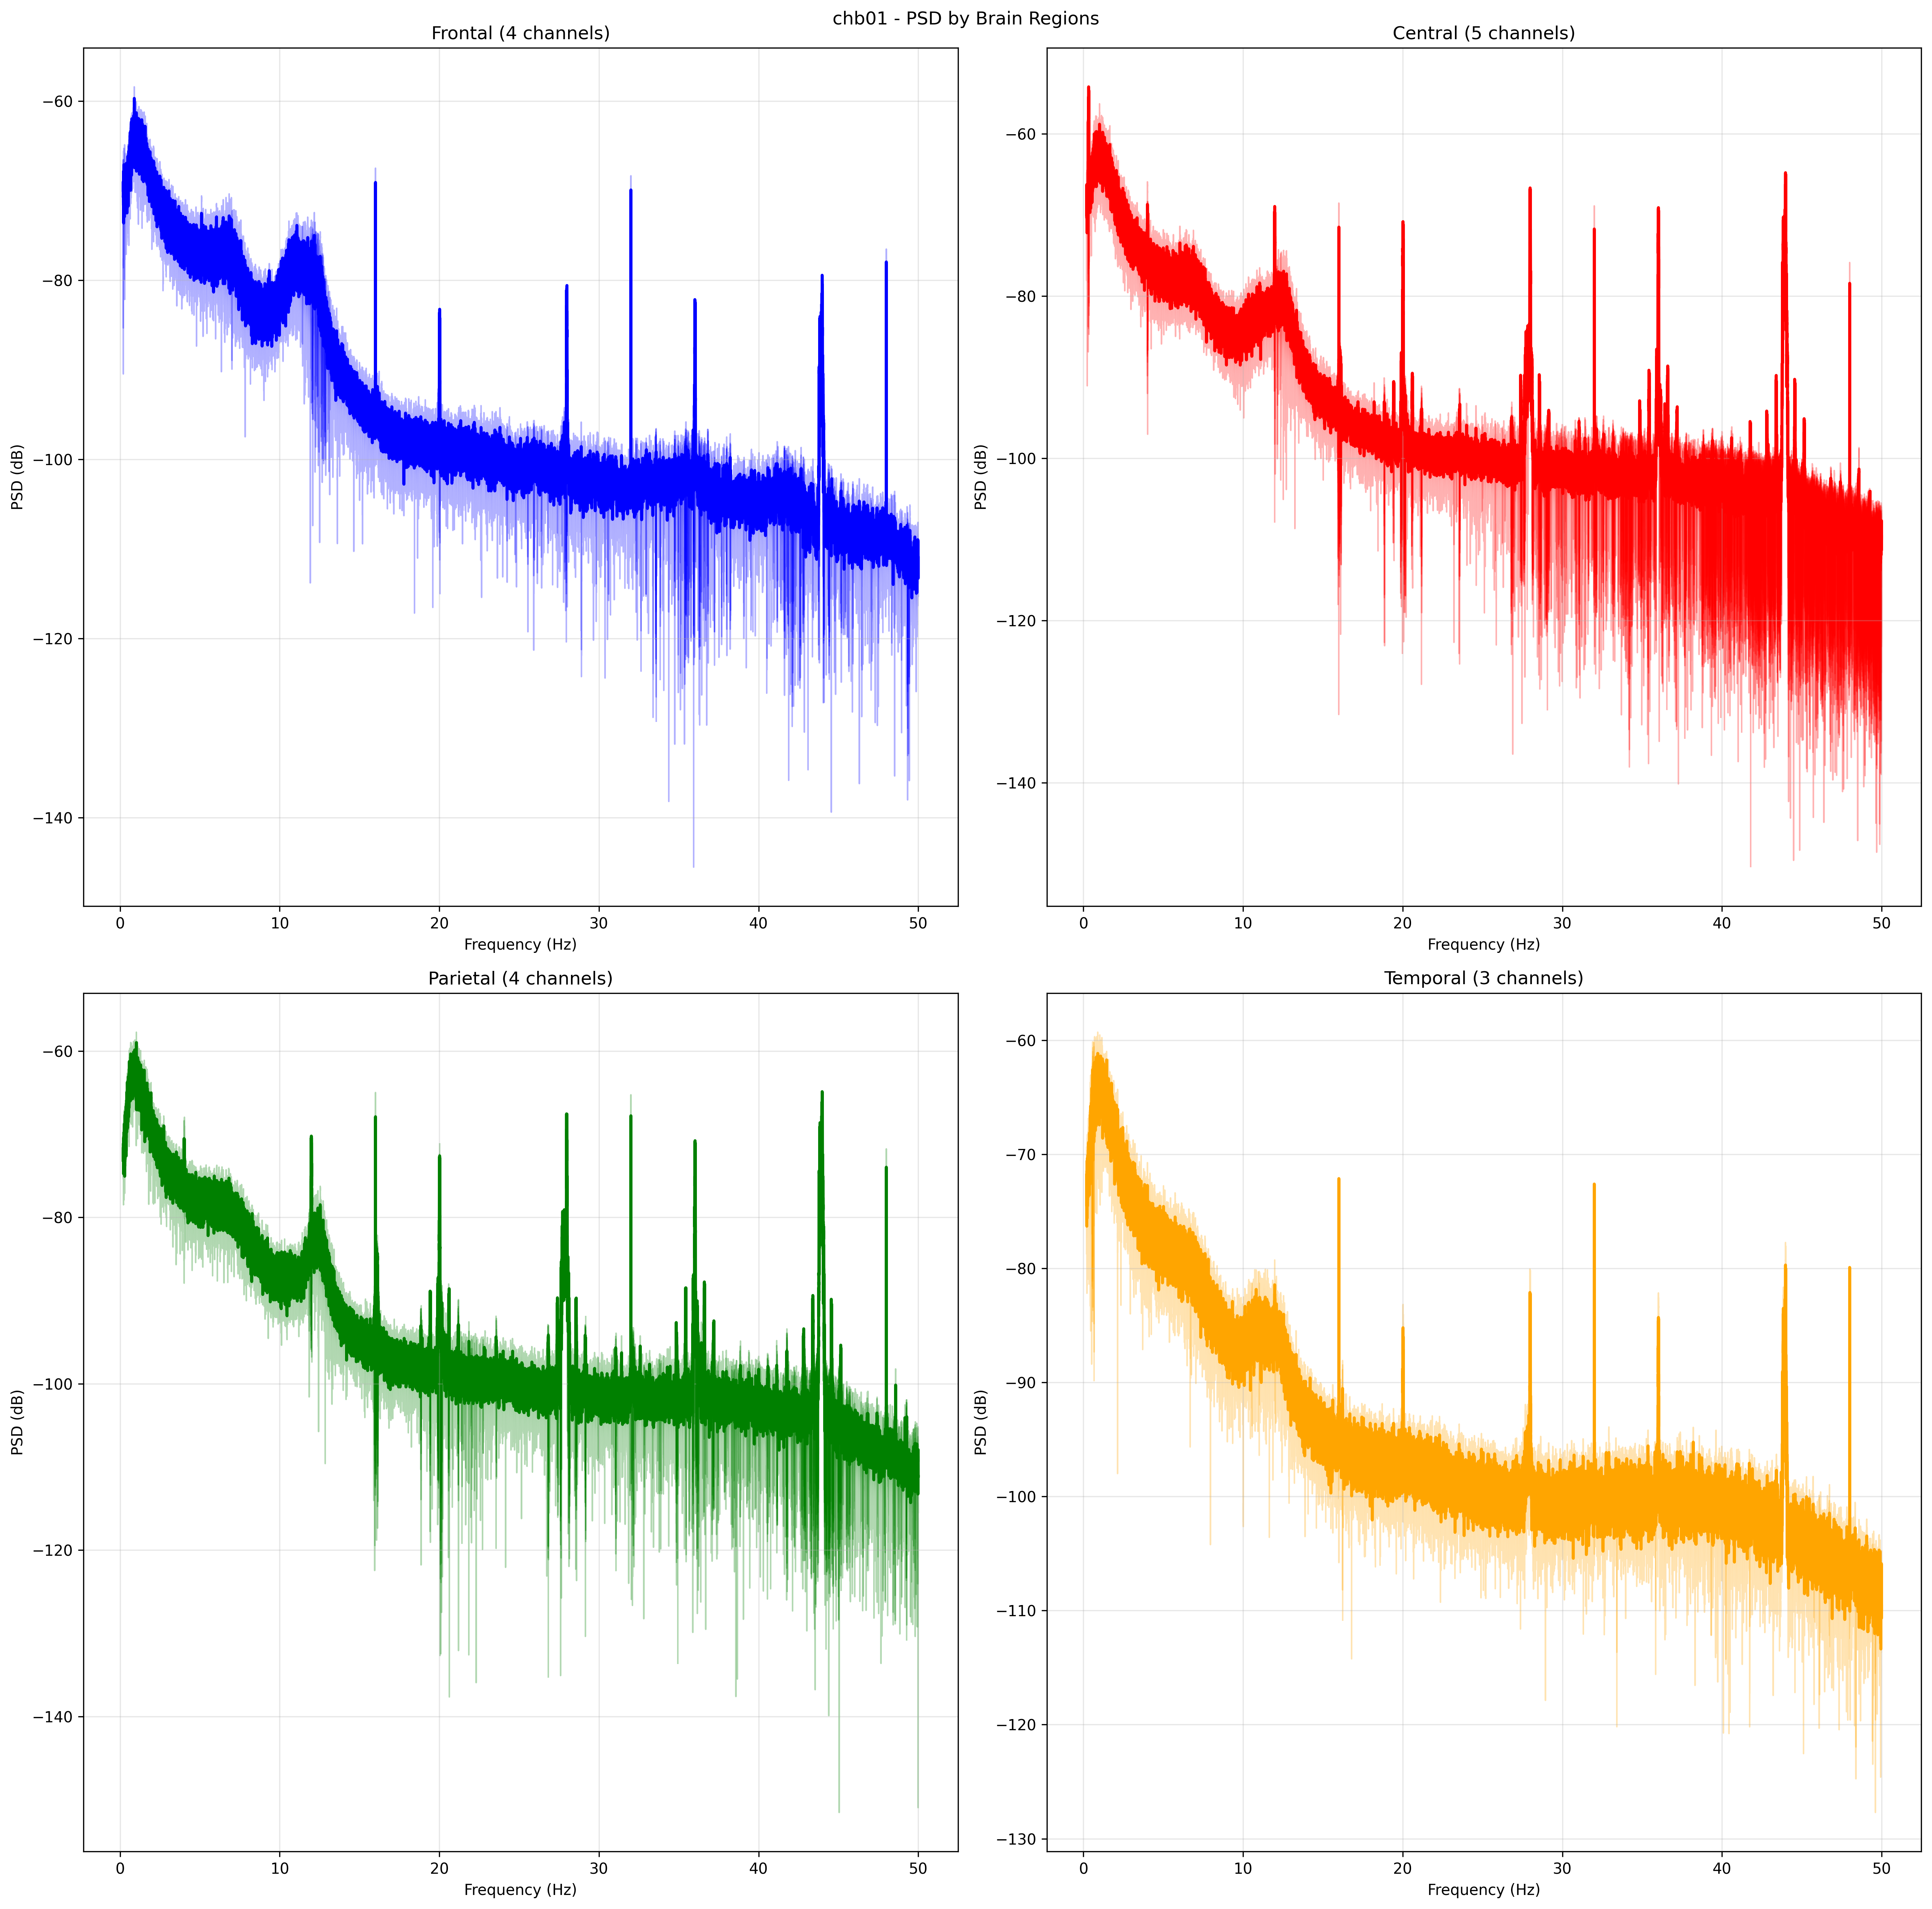 chb01 - PSD by Brain Regions
Frontal (4 channels)
PSD (dB)
−60
−80
−100
−120
−140
0 10 20 30 40 50
Frequency (Hz)
Central (5 channels)
PSD (dB)
−60
−80
−100
−120
−140
0 10 20 30 40 50
Frequency (Hz)
Parietal (4 channels)
PSD (dB)
−60
−80
−100
−120
−140
0 10 20 30 40 50
Frequency (Hz)
Temporal (3 channels)
PSD (dB)
−60
−70
−80
−90
−100
−110
−120
−130
0 10 20 30 40 50
Frequency (Hz)